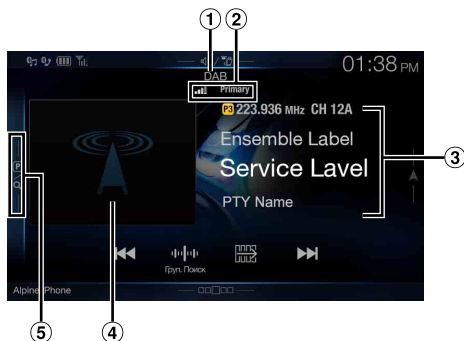 ① ②
01:38 PM
DAB
Primary
P3 223.936 MHz CH 12A
Ensemble Label
③
Service Lavel
P
PTY Name
Груп. Поиск
Alpine Phone
⑤ ④